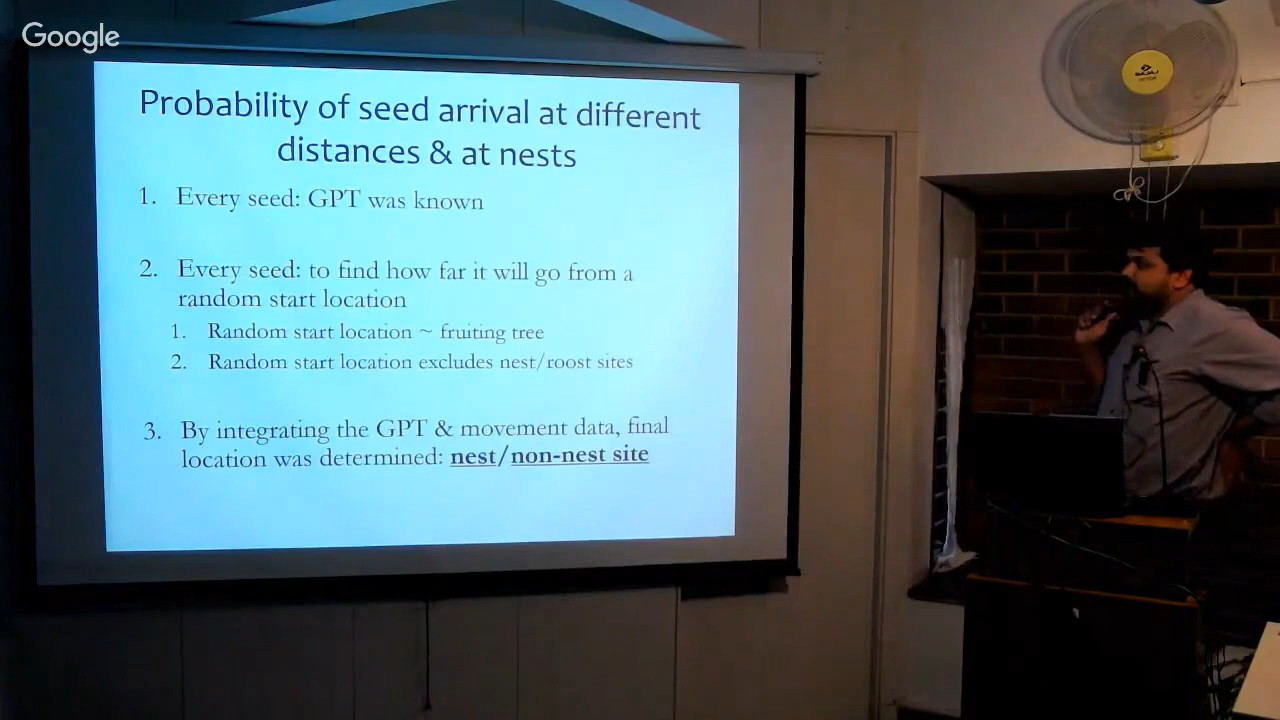 Google
Probability of seed arrival at different
distances & at nests
1. Every seed: GPT was known
2. Every seed: to find how far it will go from a
random start location
1. Random start location ~ fruiting tree
2. Random start location excludes nest/roost sites
3. By integrating the GPT & movement data, final
location was determined: nest/non-nest site
BAJAJ